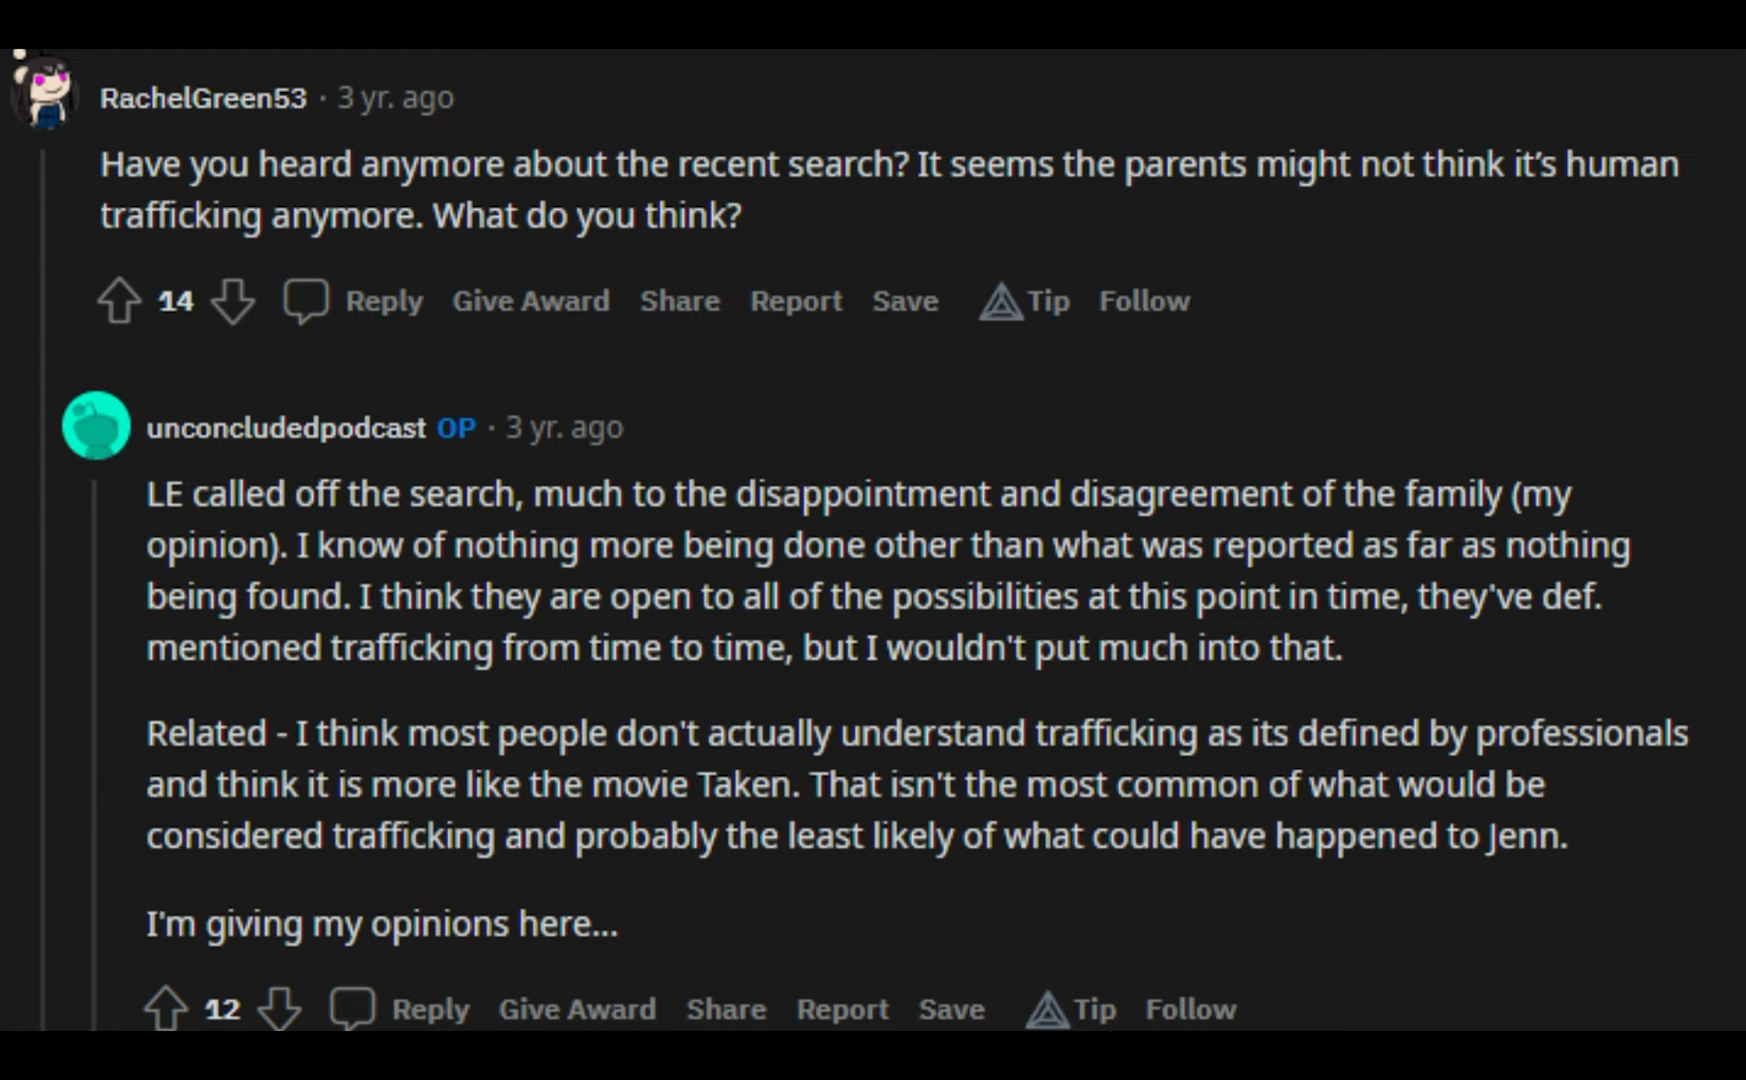 RachelGreen53 · 3 yr. ago
Have you heard anymore about the recent search? It seems the parents might not think it’s human
trafficking anymore. What do you think?
14 Reply Give Award Share Report Save Tip Follow
unconcludedpodcast OP · 3 yr. ago
LE called off the search, much to the disappointment and disagreement of the family (my
opinion). I know of nothing more being done other than what was reported as far as nothing
being found. I think they are open to all of the possibilities at this point in time, they've def.
mentioned trafficking from time to time, but I wouldn't put much into that.
Related - I think most people don't actually understand trafficking as its defined by professionals
and think it is more like the movie Taken. That isn't the most common of what would be
considered trafficking and probably the least likely of what could have happened to Jenn.
I'm giving my opinions here...
12 Reply Give Award Share Report Save Tip Follow